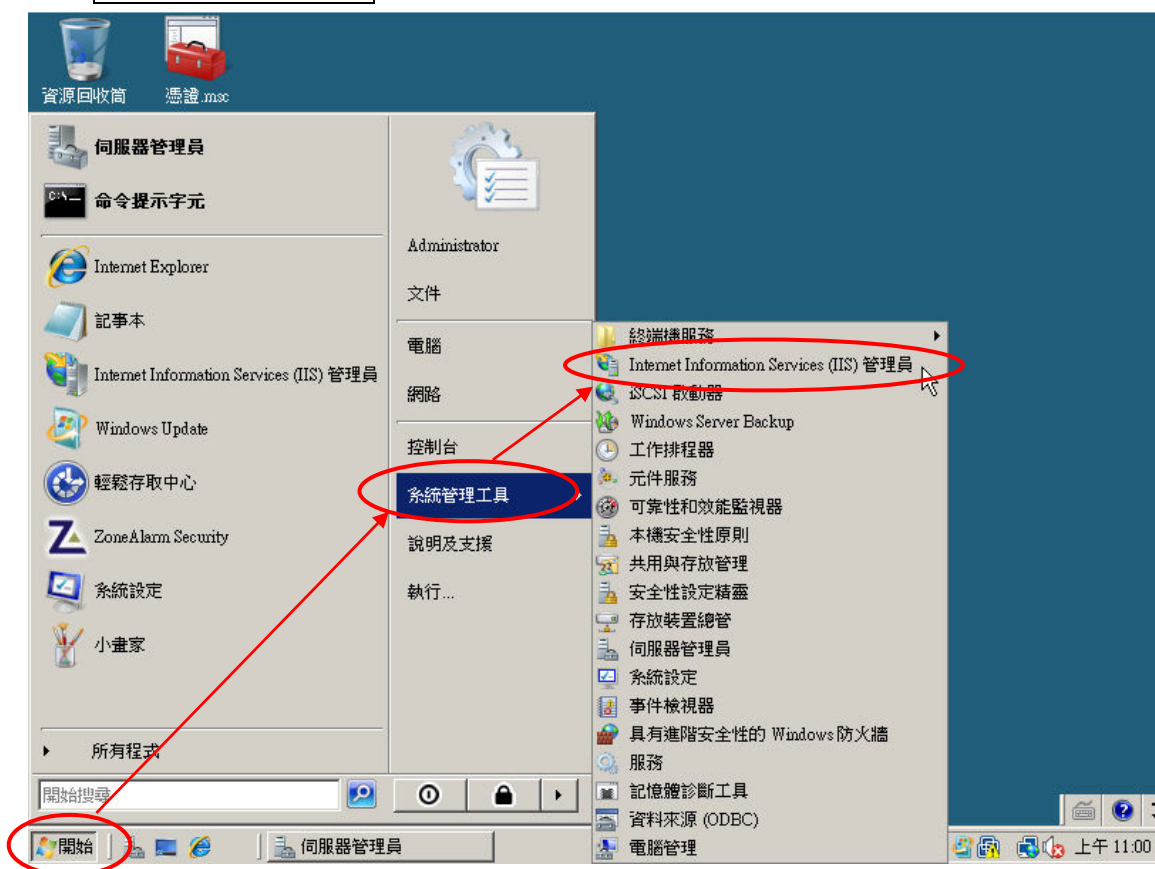 資源回收筒
憑證.msc
伺服器管理員
命令提示字元
Internet Explorer
記事本
Internet Information Services (IIS) 管理員
Windows Update
輕鬆存取中心
ZoneAlarm Security
系統設定
小畫家
所有程式
開始搜尋
Administrator
文件
電腦
網路
控制台
系統管理工具
說明及支援
執行...
終端機服務
Internet Information Services (IIS) 管理員
iSCSI 啟動器
Windows Server Backup
工作排程器
元件服務
可靠性和效能監視器
本機安全性原則
共用與存放管理
安全性設定精靈
存放裝置總管
伺服器管理員
系統設定
事件檢視器
具有進階安全性的 Windows 防火牆
服務
記憶體診斷工具
資料來源 (ODBC)
電腦管理
開始
伺服器管理員
上午 11:00